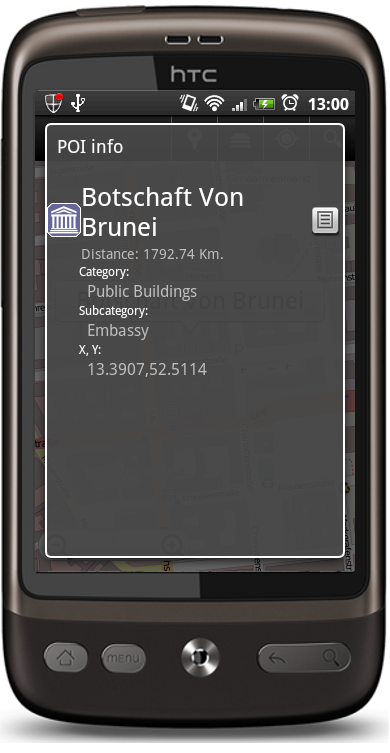 hTC
13:00
POI info
Botschaft Von
Brunei
Distance: 1792.74 Km.
Category:
Public Buildings
Subcategory:
Embassy
X, Y:
13.3907,52.5114
menu